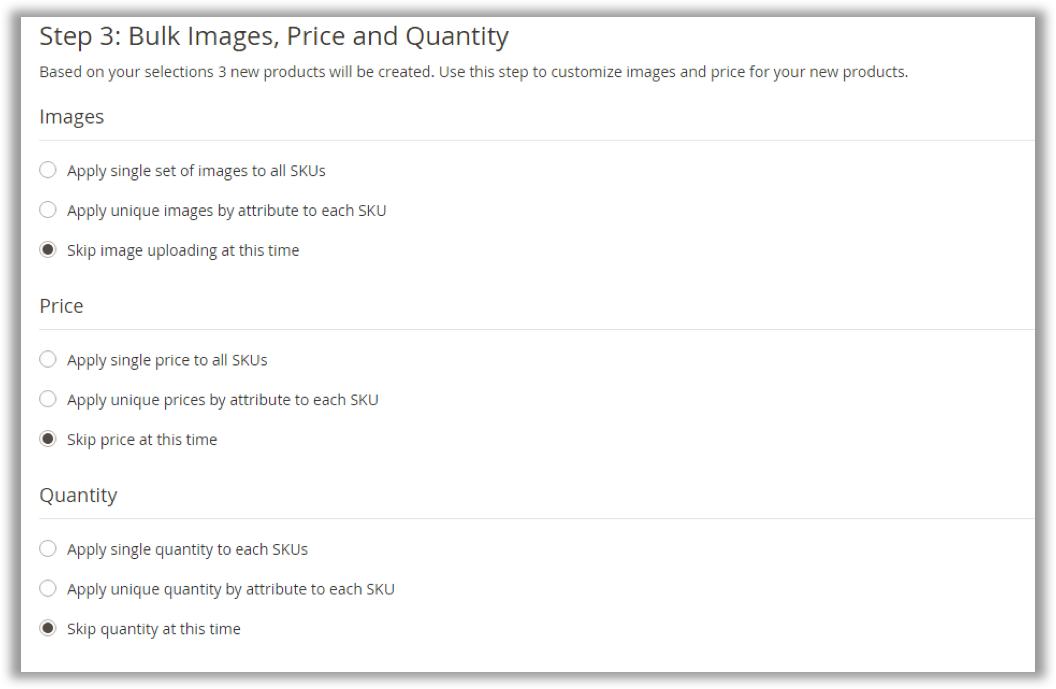 Step 3: Bulk Images, Price and Quantity
Based on your selections 3 new products will be created. Use this step to customize images and price for your new products.
Images
Apply single set of images to all SKUs
Apply unique images by attribute to each SKU
Skip image uploading at this time
Price
Apply single price to all SKUs
Apply unique prices by attribute to each SKU
Skip price at this time
Quantity
Apply single quantity to each SKUs
Apply unique quantity by attribute to each SKU
Skip quantity at this time